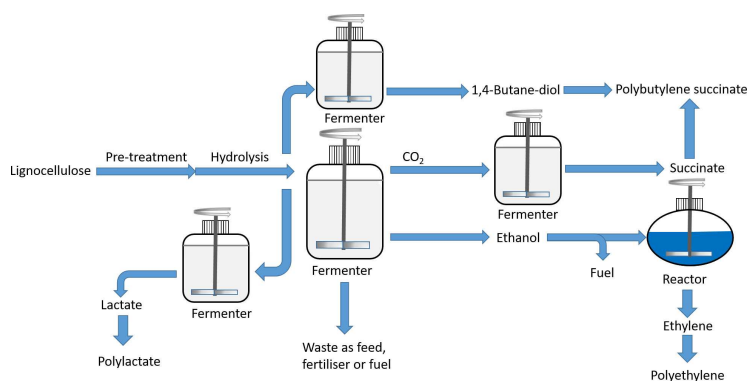 Fermenter
1,4-Butane-diol
Polybutylene succinate
Lignocellulose
Pre-treatment
Hydrolysis
CO2
Succinate
Fermenter
Ethanol
Fuel
Fermenter
Reactor
Lactate
Fermenter
Ethylene
Polylactate
Waste as feed,
fertiliser or fuel
Polyethylene